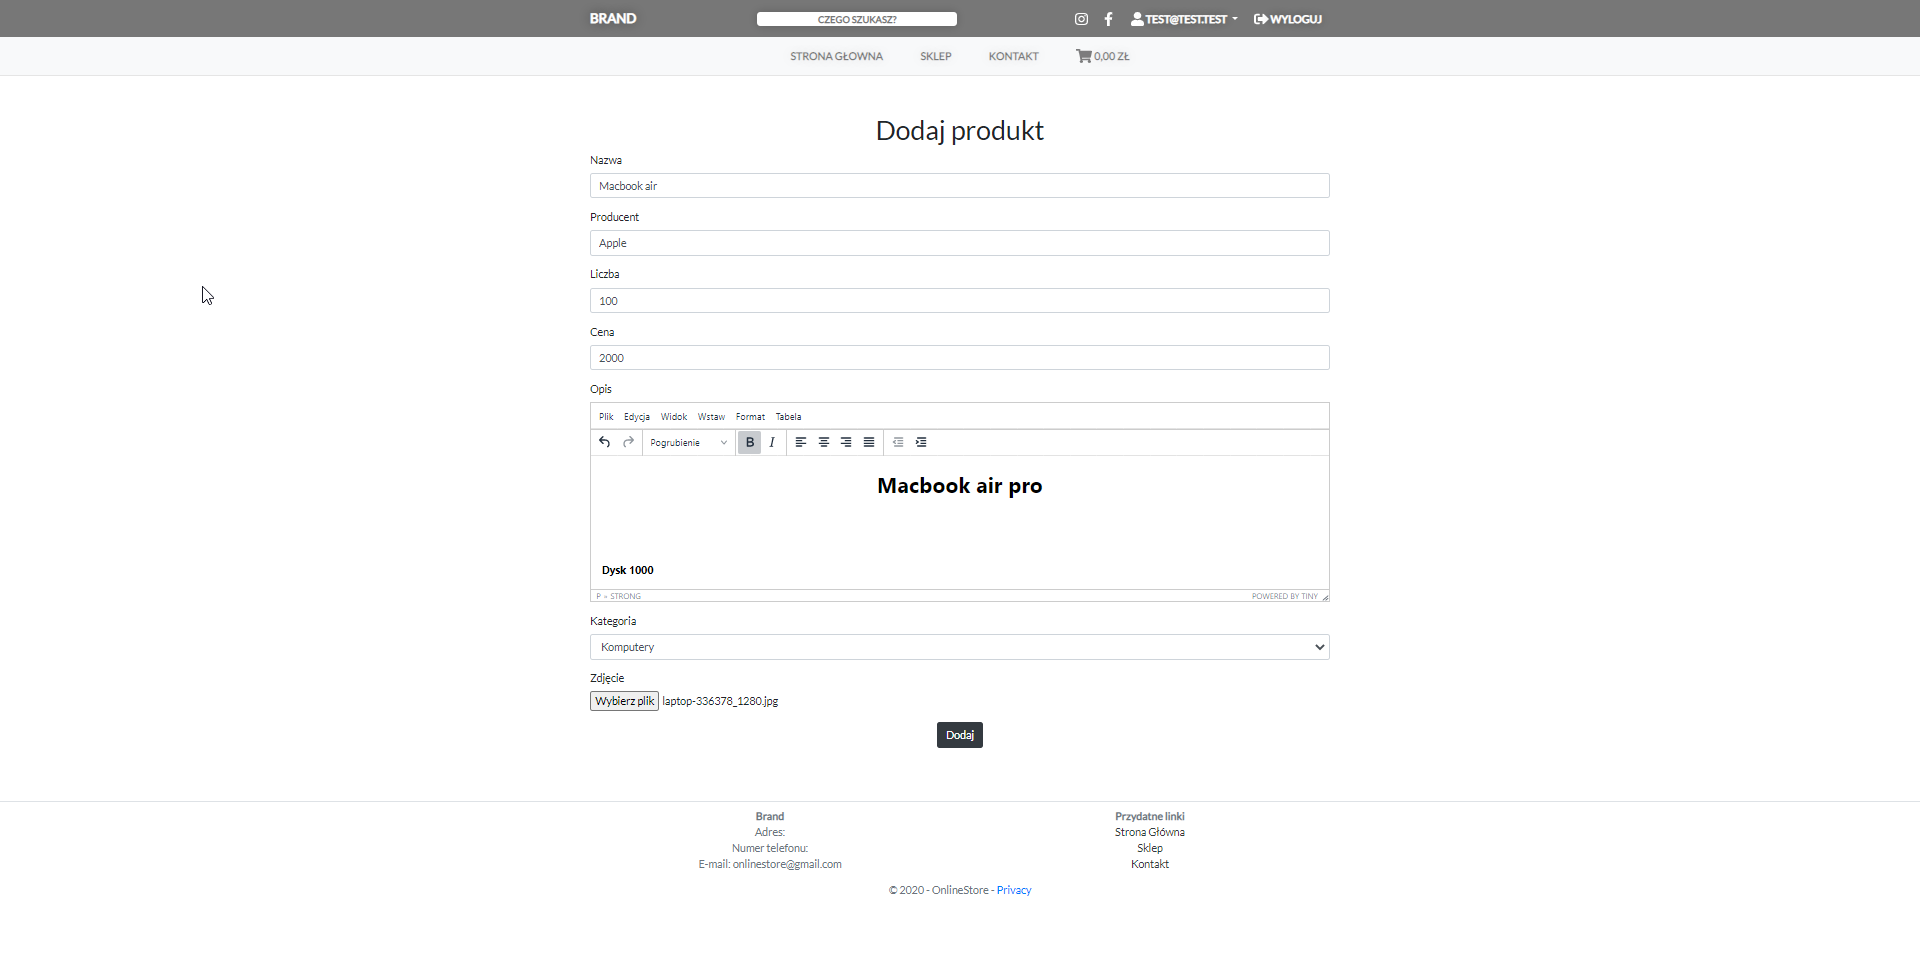 BRAND
CZEGO SZUKASZ?
TEST@TEST.TEST
WYLOGUJ
STRONA GŁOWNA
SKLEP
KONTAKT
0,00 ZŁ
Dodaj produkt
Nazwa
Macbook air
Producent
Apple
Liczba
100
Cena
2000
Opis
Plik Edycja Widok Wstaw Format Tabela
Pogrubienie B I
Macbook air pro
Dysk 1000
P » STRONG
POWERED BY TINY
Kategoria
Komputery
Zdjęcie
Wybierz plik laptop-336378_1280.jpg
Dodaj
Brand
Adres:
Numer telefonu:
E-mail: onlinestore@gmail.com
Przydatne linki
Strona Główna
Sklep
Kontakt
© 2020 - OnlineStore - Privacy